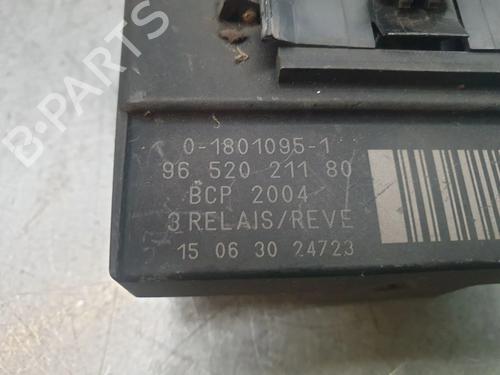 0-1801095-1
96 520 211 80
BCP 2004
3 RELAIS/REVE
15 06 30 24723
B-PARTS